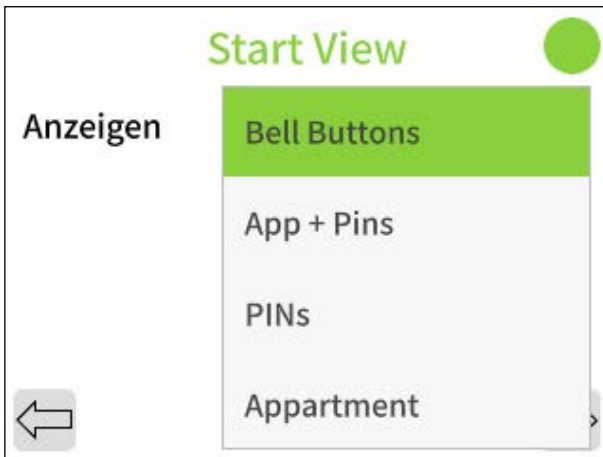 Start View
Anzeigen
Bell Buttons
App + Pins
PINs
Appartment